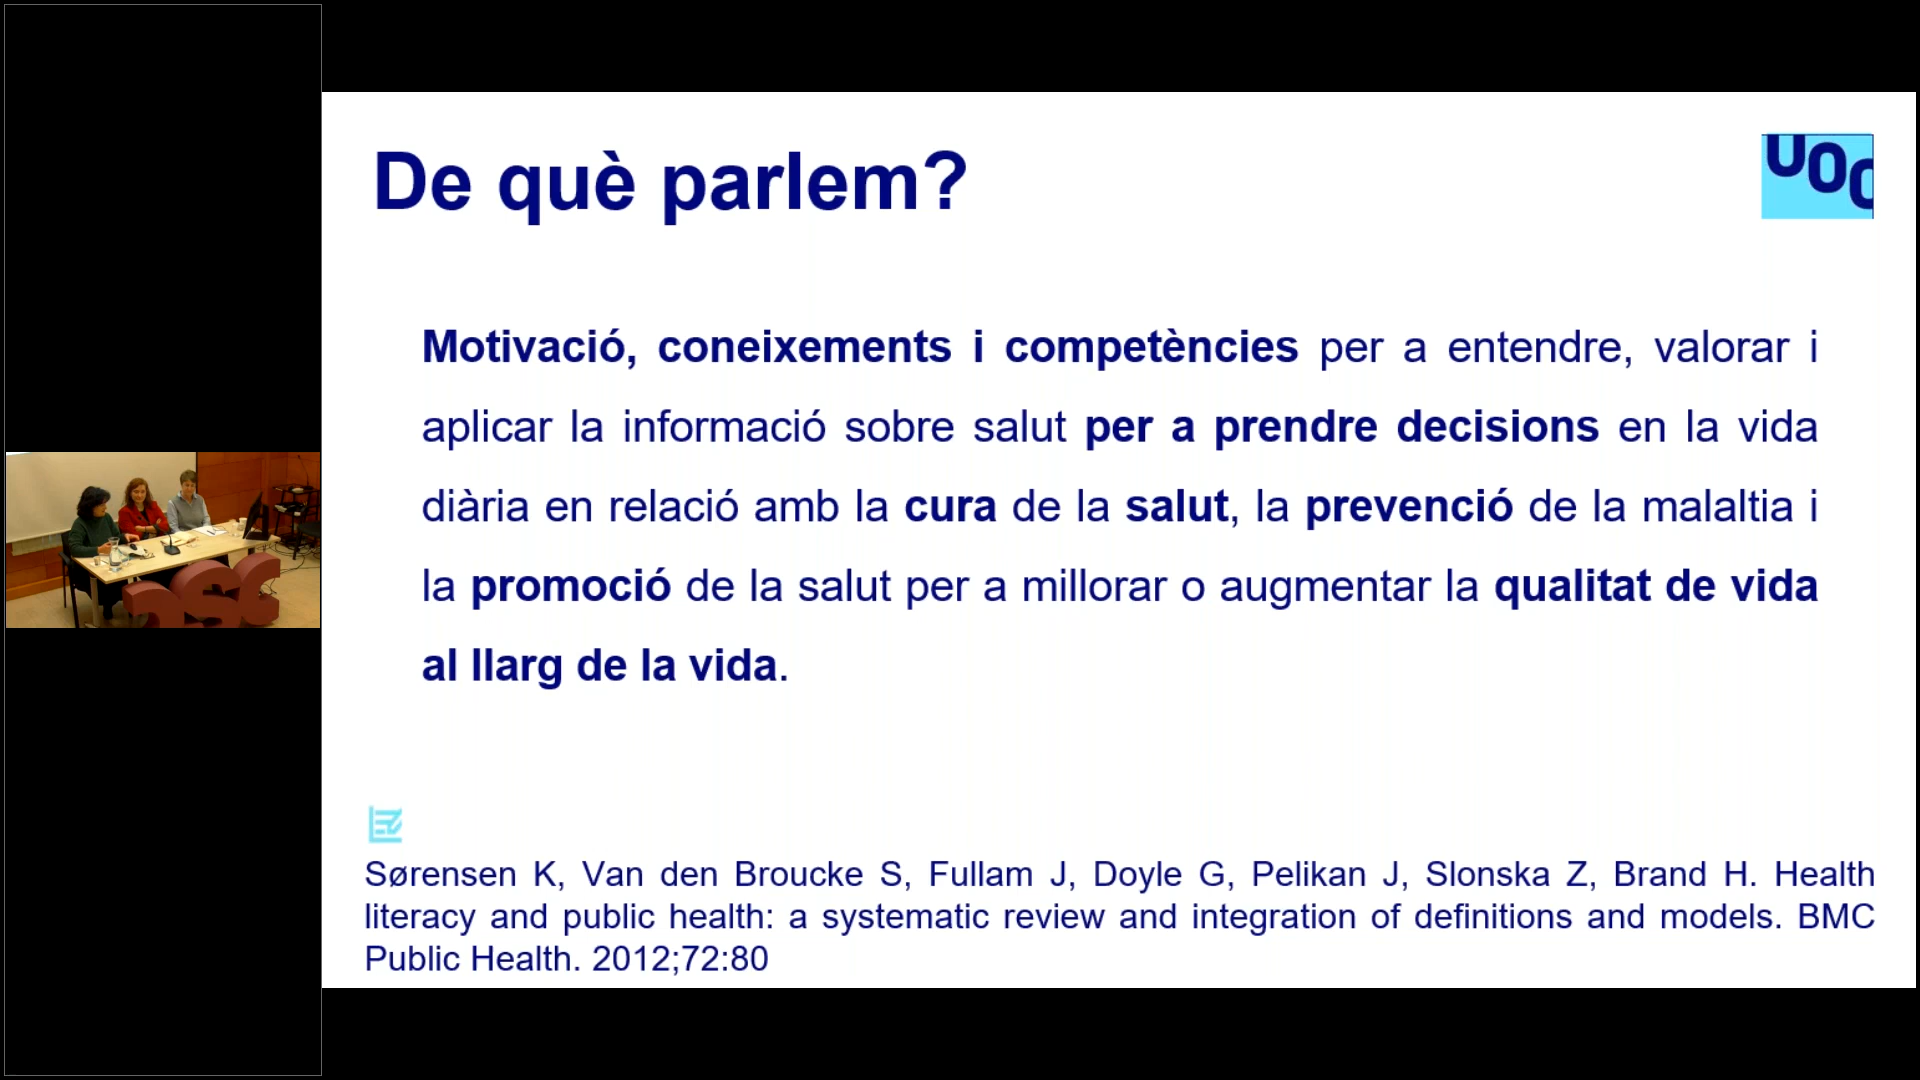 De què parlem?
UOC
Motivació, coneixements i competències per a entendre, valorar i
aplicar la informació sobre salut per a prendre decisions en la vida
diària en relació amb la cura de la salut, la prevenció de la malaltia i
la promoció de la salut per a millorar o augmentar la qualitat de vida
al llarg de la vida.
Sørensen K, Van den Broucke S, Fullam J, Doyle G, Pelikan J, Slonska Z, Brand H. Health
literacy and public health: a systematic review and integration of definitions and models. BMC
Public Health. 2012;72:80